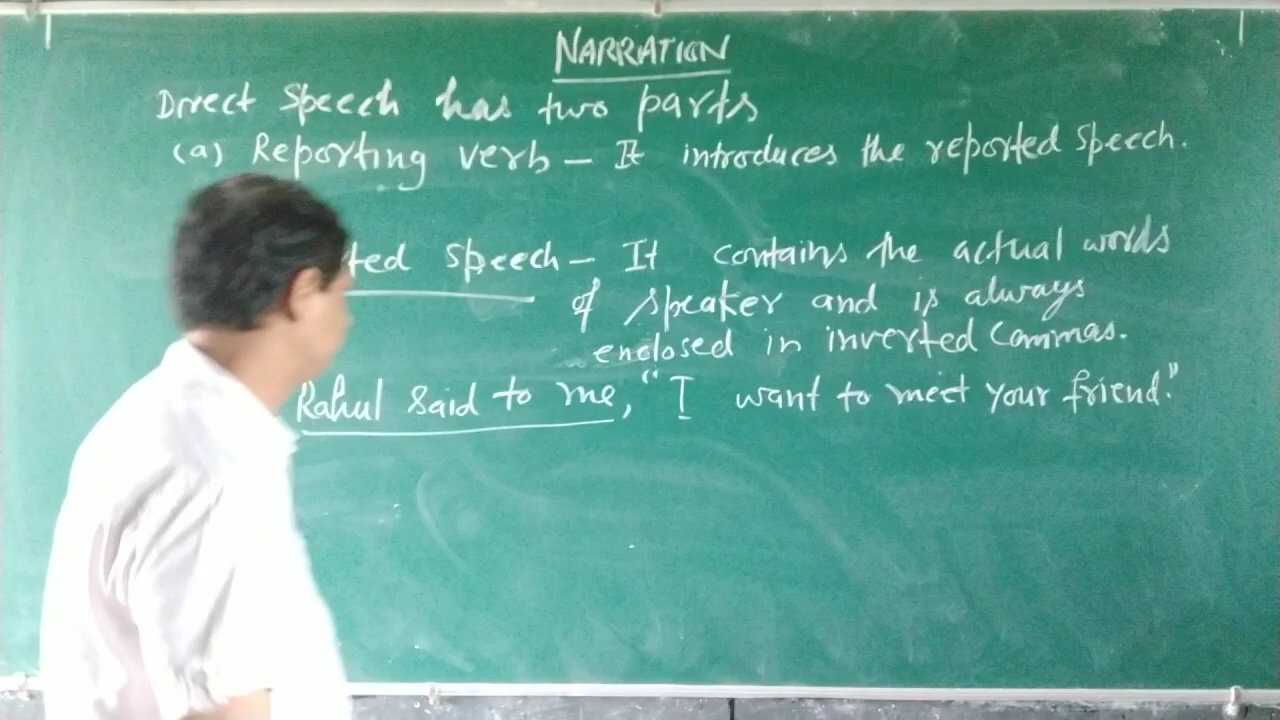 NARRATION
Direct Speech has two parts
(a) Reporting verb – It introduces the reported speech.
ted speech – It contains the actual words
of speaker and is always
enclosed in inverted commas.
Rahul said to me, "I want to meet your friend."